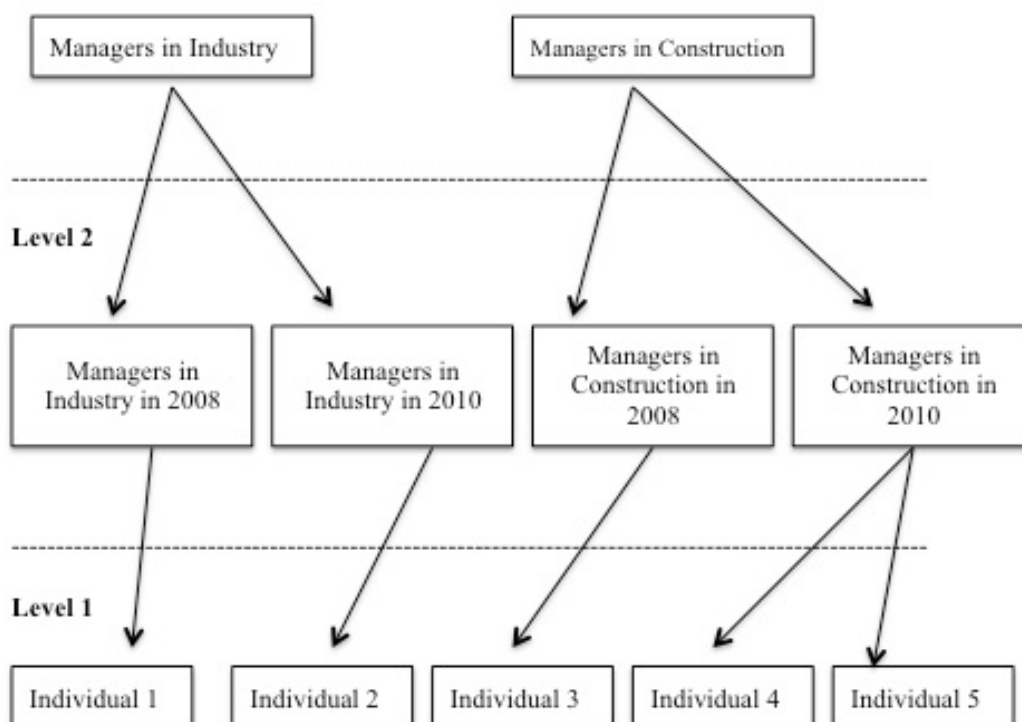 Managers in Industry
Managers in Construction
Level 2
Managers in
Industry in 2008
Managers in
Industry in 2010
Managers in
Construction in
2008
Managers in
Construction in
2010
Level 1
Individual 1
Individual 2
Individual 3
Individual 4
Individual 5